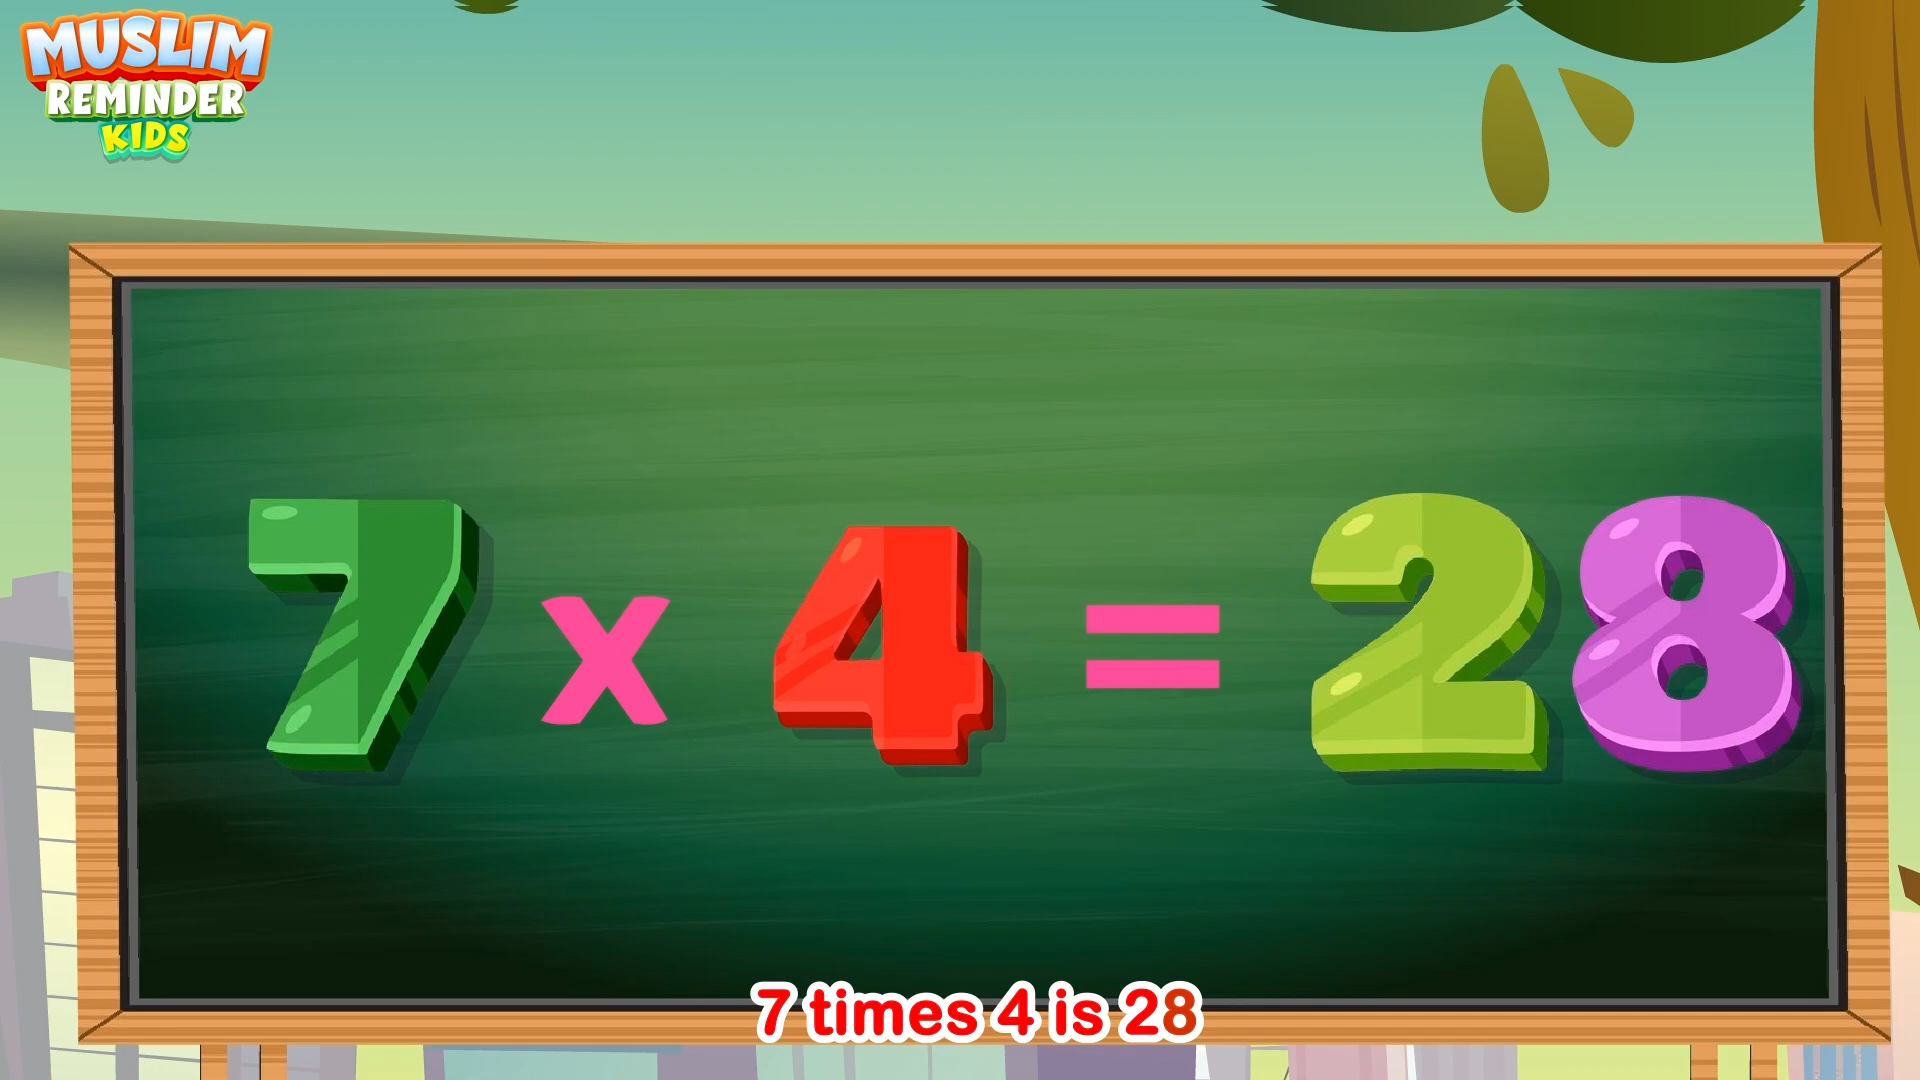 MUSLIM
REMINDER
KIDS
7 x 4 = 28
7 times 4 is 28